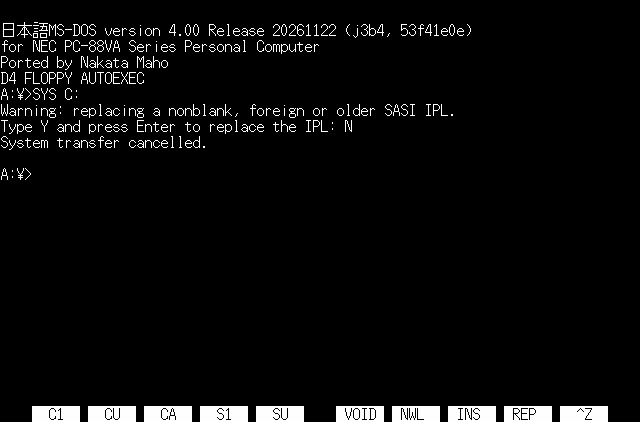 日本語MS-DOS version 4.00 Release 20261122 (j3b4, 53f41e0e)
for NEC PC-88VA Series Personal Computer
Ported by Nakata Maho
D4 FLOPPY AUTOEXEC
A:¥>SYS C:
Warning: replacing a nonblank, foreign or older SASI IPL.
Type Y and press Enter to replace the IPL: N
System transfer cancelled.
A:¥>
C1 CU CA S1 SU VOID NWL INS REP ^Z